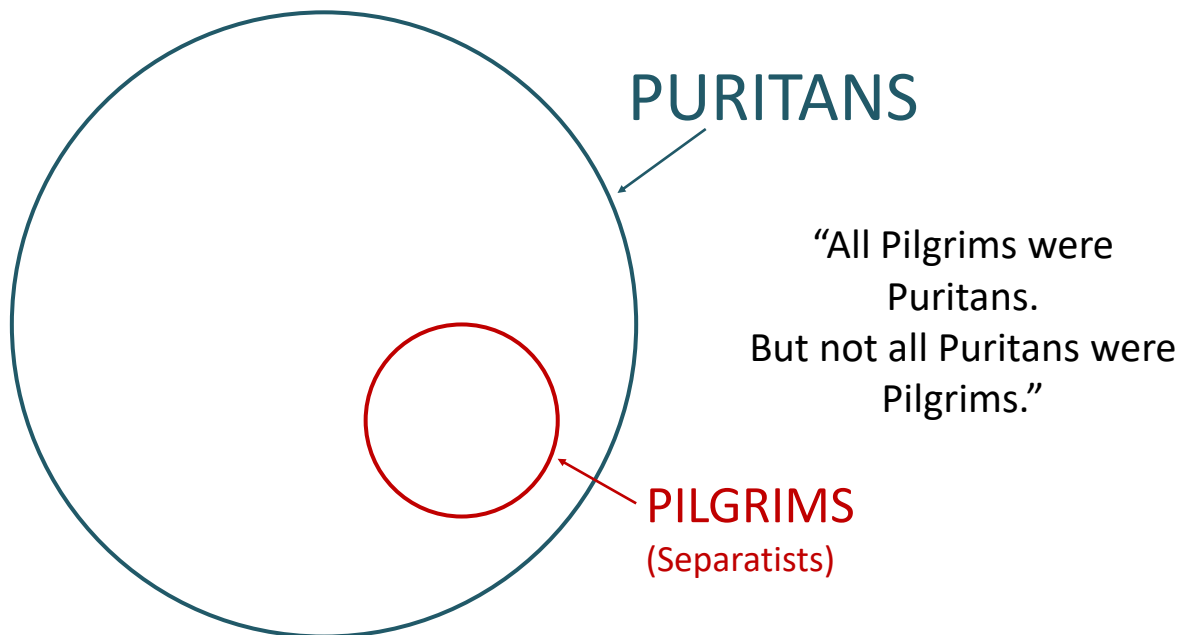 PURITANS
“All Pilgrims were
Puritans.
But not all Puritans were
Pilgrims.”
PILGRIMS
(Separatists)